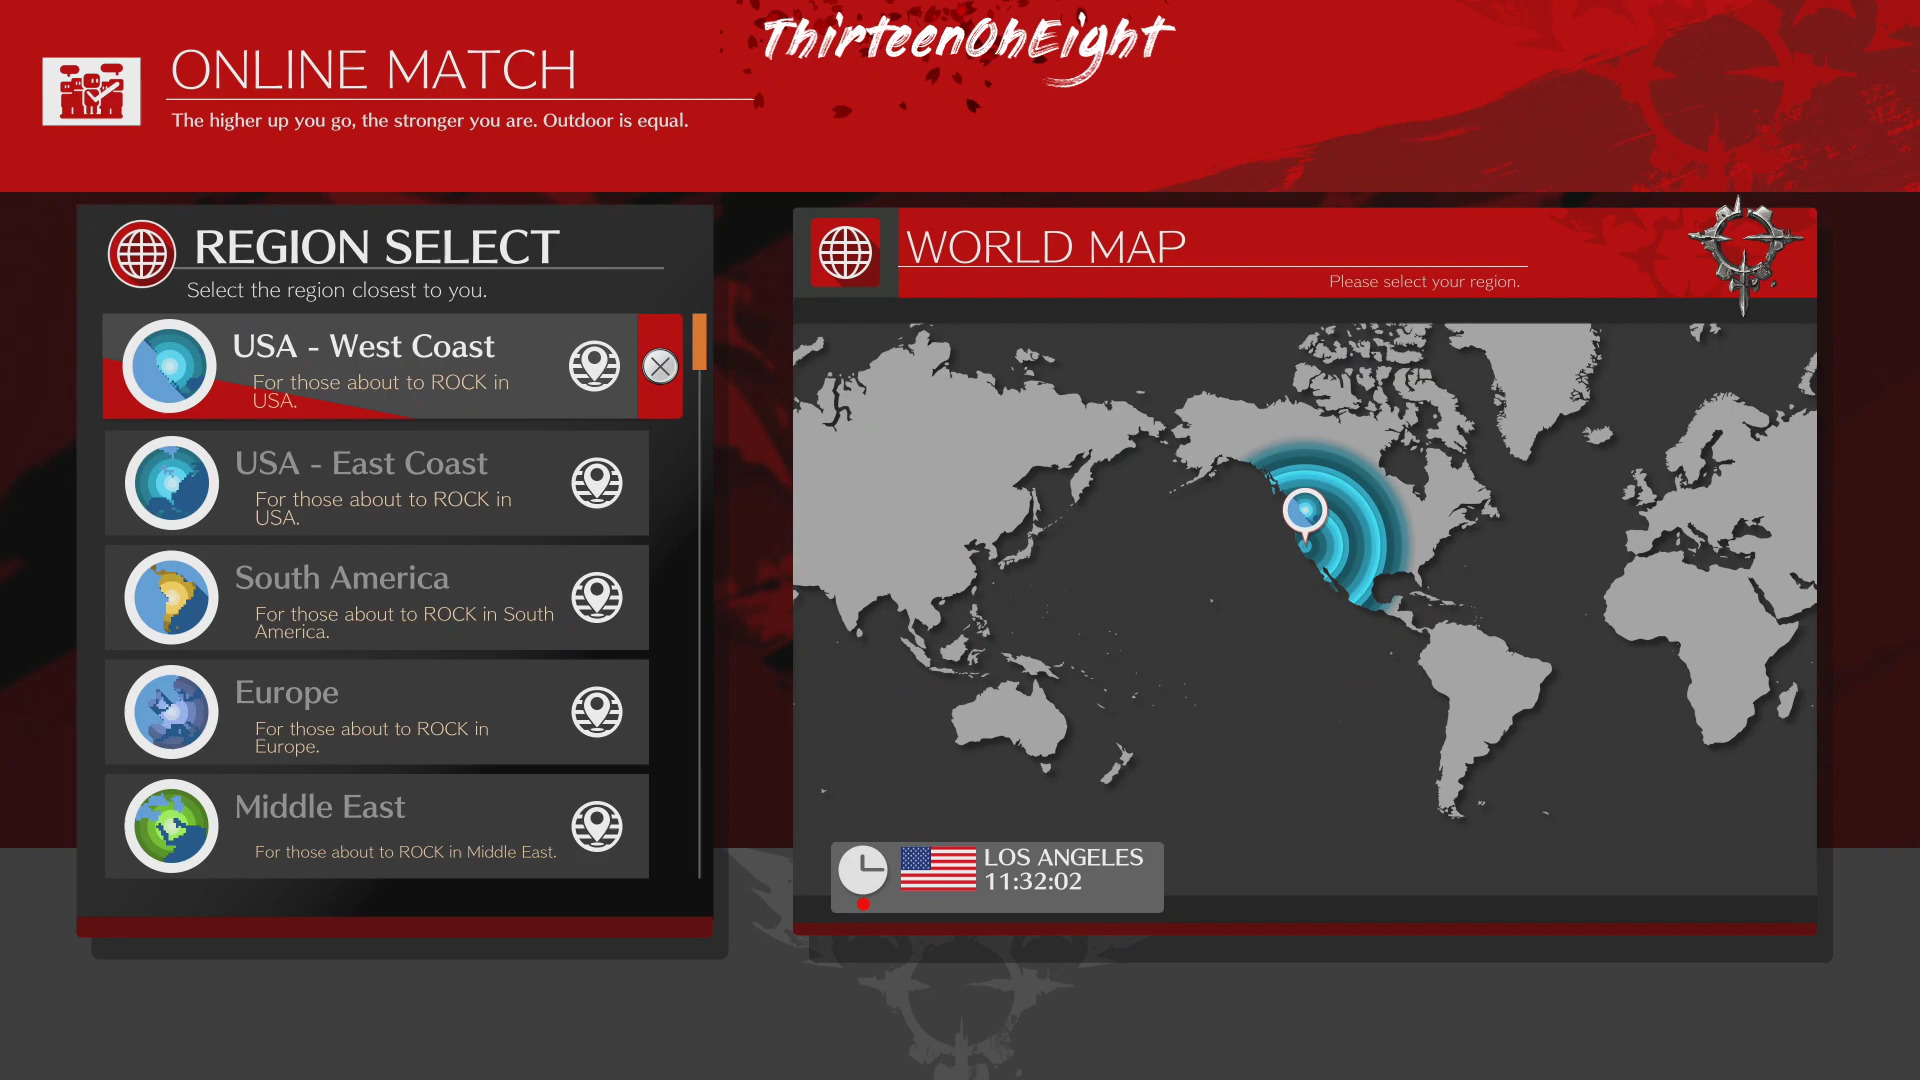 ThirteenOhEight
ONLINE MATCH
The higher up you go, the stronger you are. Outdoor is equal.
REGION SELECT
Select the region closest to you.
USA - West Coast
For those about to ROCK in
USA.
USA - East Coast
For those about to ROCK in
USA.
South America
For those about to ROCK in South
America.
Europe
For those about to ROCK in
Europe.
Middle East
For those about to ROCK in Middle East.
WORLD MAP
Please select your region.
LOS ANGELES
11:32:02